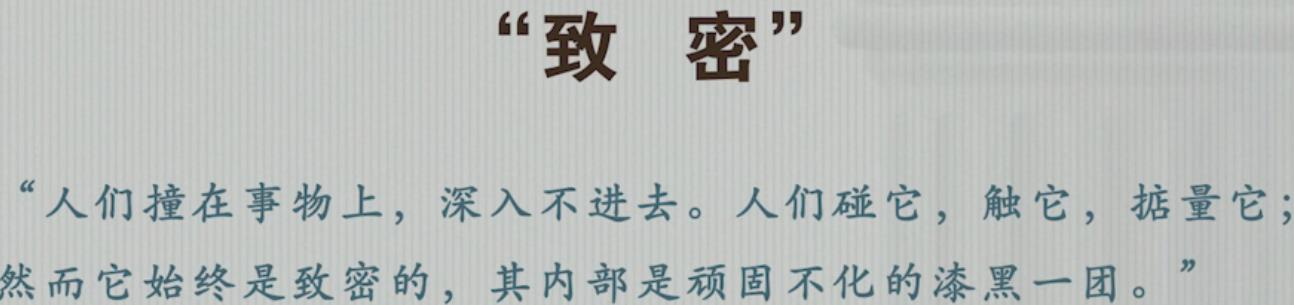 “致 密”
“人们撞在事物上，深入不进去。人们碰它，触它，掂量它；
然而它始终是致密的，其内部是顽固不化的漆黑一团。”